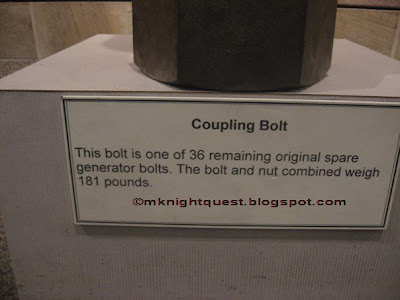 Coupling Bolt
This bolt is one of 36 remaining original spare
generator bolts. The bolt and nut combined weigh
181 pounds.
©mknightquest.blogspot.com